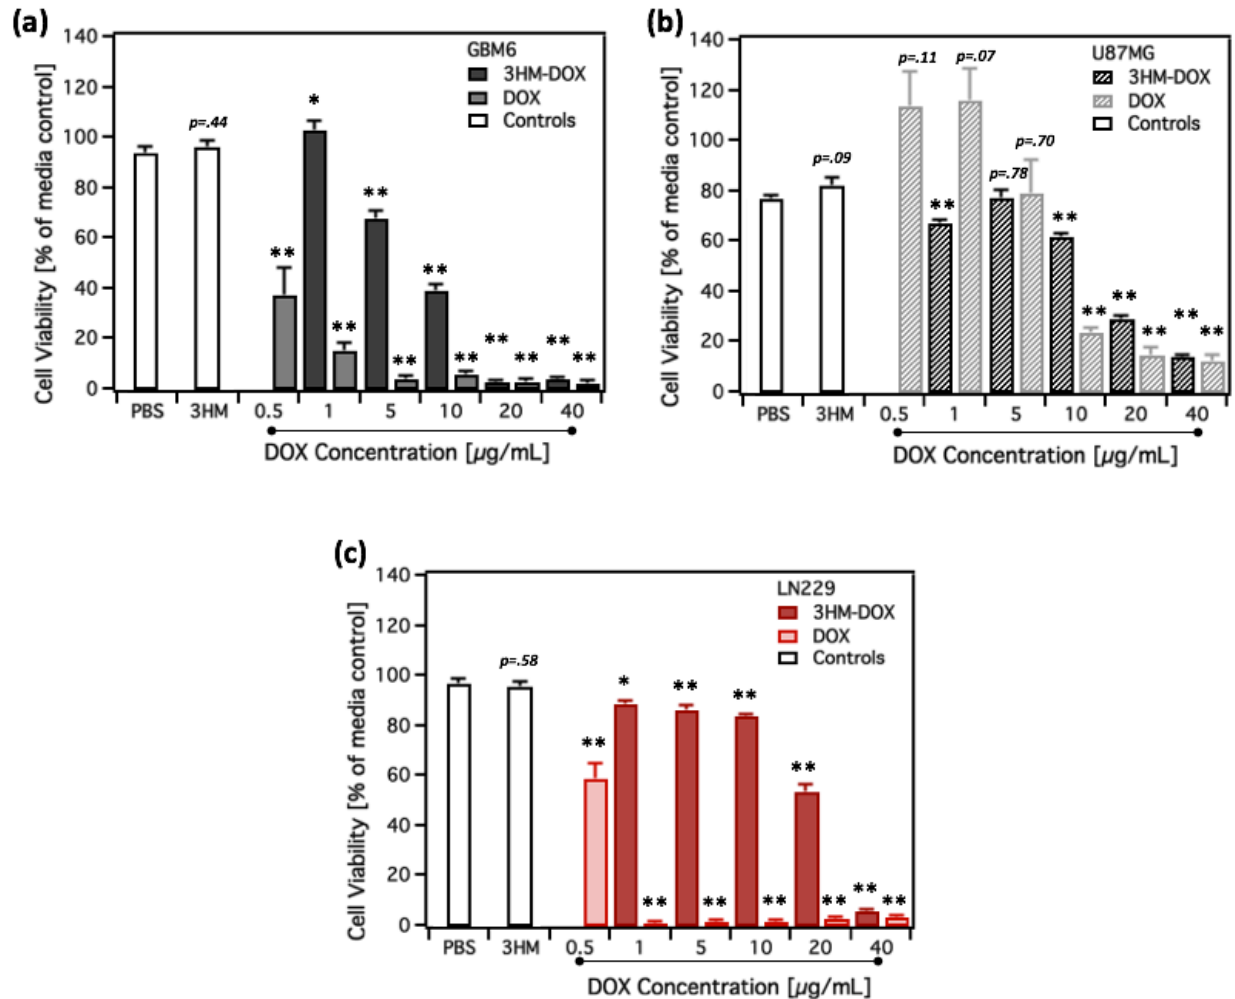 (a)
Cell Viability [% of media control]
140
120
100
80
60
40
20
0
GBM6
3HM-DOX
DOX
Controls
p=.44
*
**
**
**
**
**
**
**
**
**
**
PBS 3HM 0.5 1 5 10 20 40
DOX Concentration [µg/mL]
(b)
Cell Viability [% of media control]
140
120
100
80
60
40
20
0
U87MG
3HM-DOX
DOX
Controls
p=.09
p=.11
p=.07
p=.78
p=.70
**
**
**
**
**
**
**
PBS 3HM 0.5 1 5 10 20 40
DOX Concentration [µg/mL]
(c)
Cell Viability [% of media control]
140
120
100
80
60
40
20
0
LN229
3HM-DOX
DOX
Controls
p=.58
**
*
**
**
**
**
**
**
**
**
**
PBS 3HM 0.5 1 5 10 20 40
DOX Concentration [µg/mL]